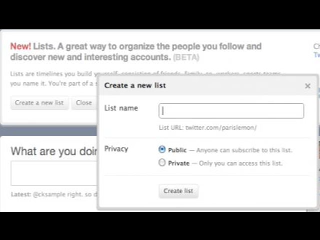 New! Lists. A great way to organize the people you follow and
discover new and interesting accounts. (BETA)
Lists are timelines you build yourself, consisting of friends, family, co-workers, sports teams,
you name it. You're part of a
Create a new list
Close
Create a new list
×
List name
List URL: twitter.com/parislemon/
Privacy
Public — Anyone can subscribe to this list.
Private — Only you can access this list.
Create list
What are you doin
Latest: @cksample right. so d